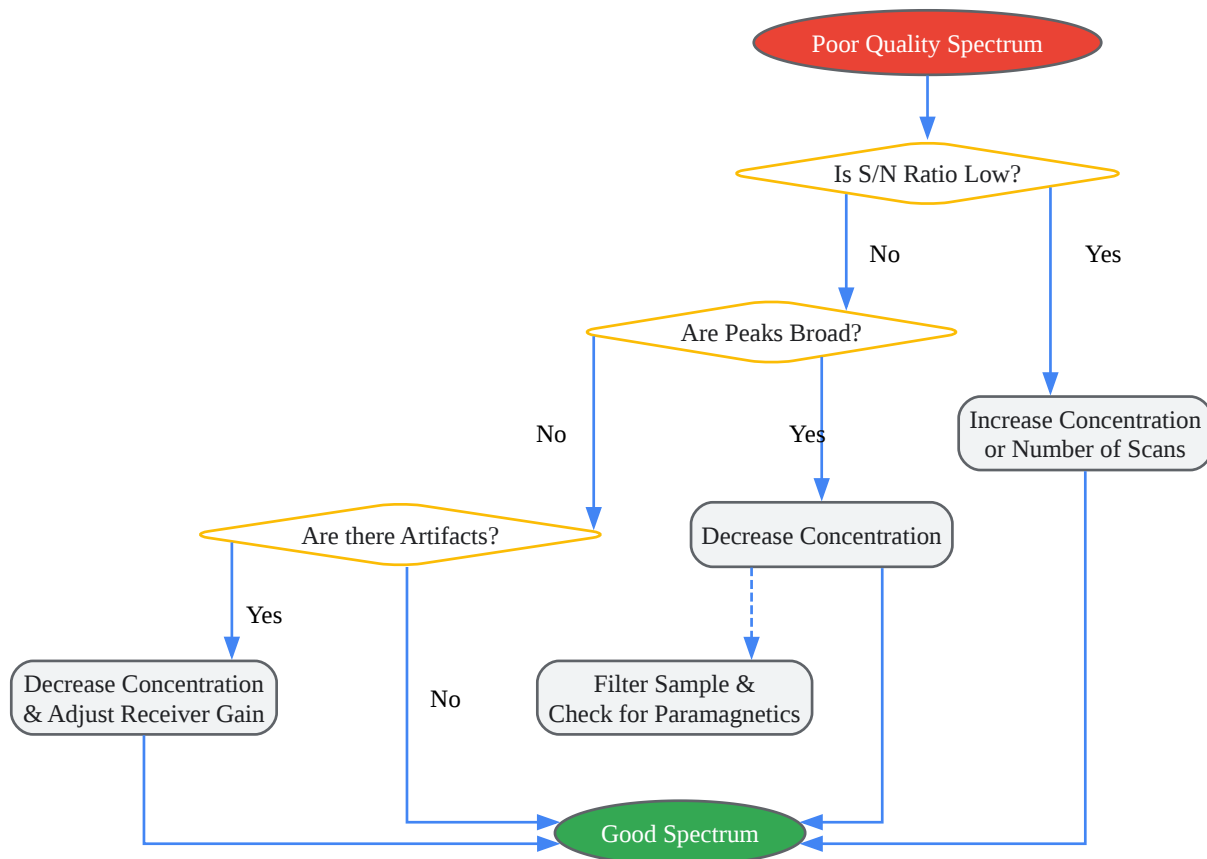 Poor Quality Spectrum
Is S/N Ratio Low?
No
Yes
Are Peaks Broad?
No
Yes
Increase Concentration
or Number of Scans
Are there Artifacts?
Decrease Concentration
Yes
No
Decrease Concentration
& Adjust Receiver Gain
Filter Sample &
Check for Paramagnetics
Good Spectrum